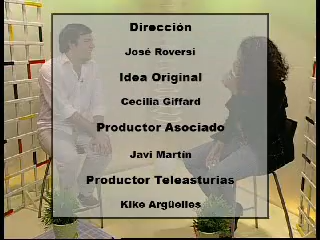 Dirección
José Roversi
Idea Original
Cecilia Giffard
Productor Asociado
Javi Martín
Productor Teleasturias
Kike Argüelles